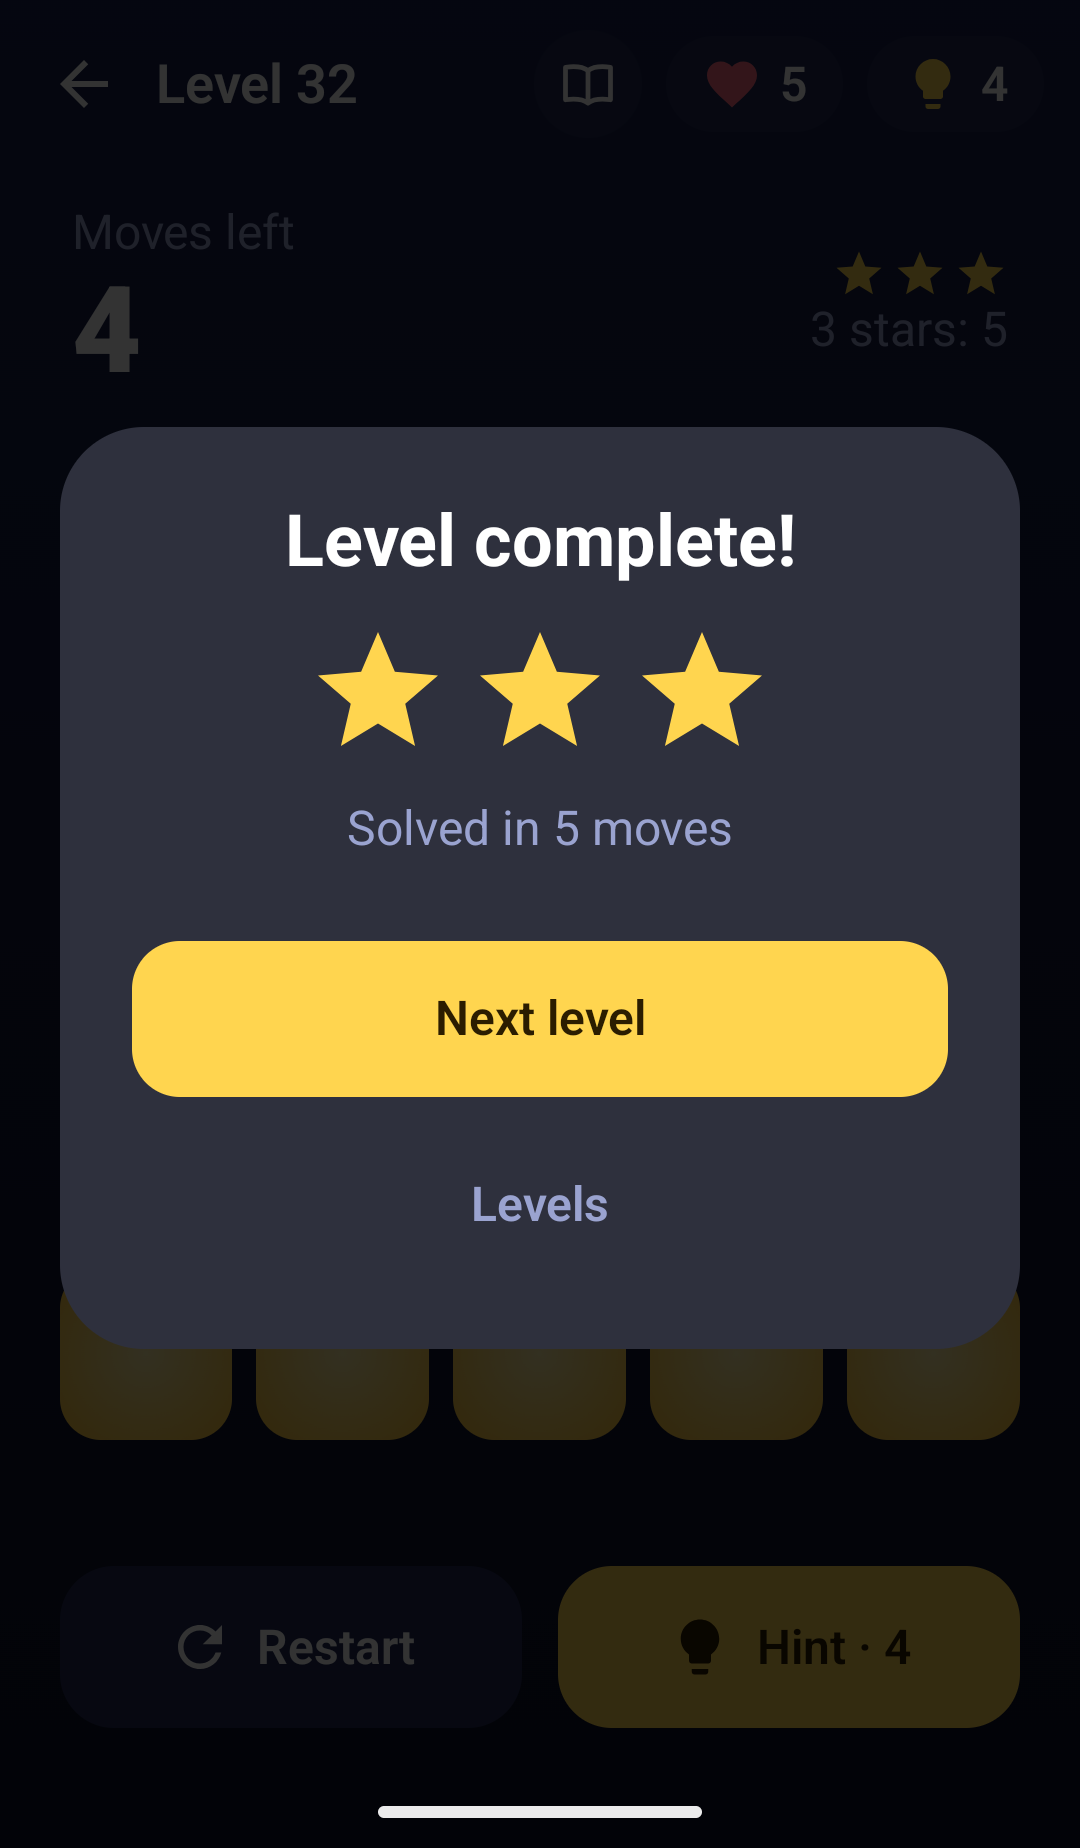 Level 32
5
4
Moves left
4
3 stars: 5
Level complete!
Solved in 5 moves
Next level
Levels
Restart
Hint · 4